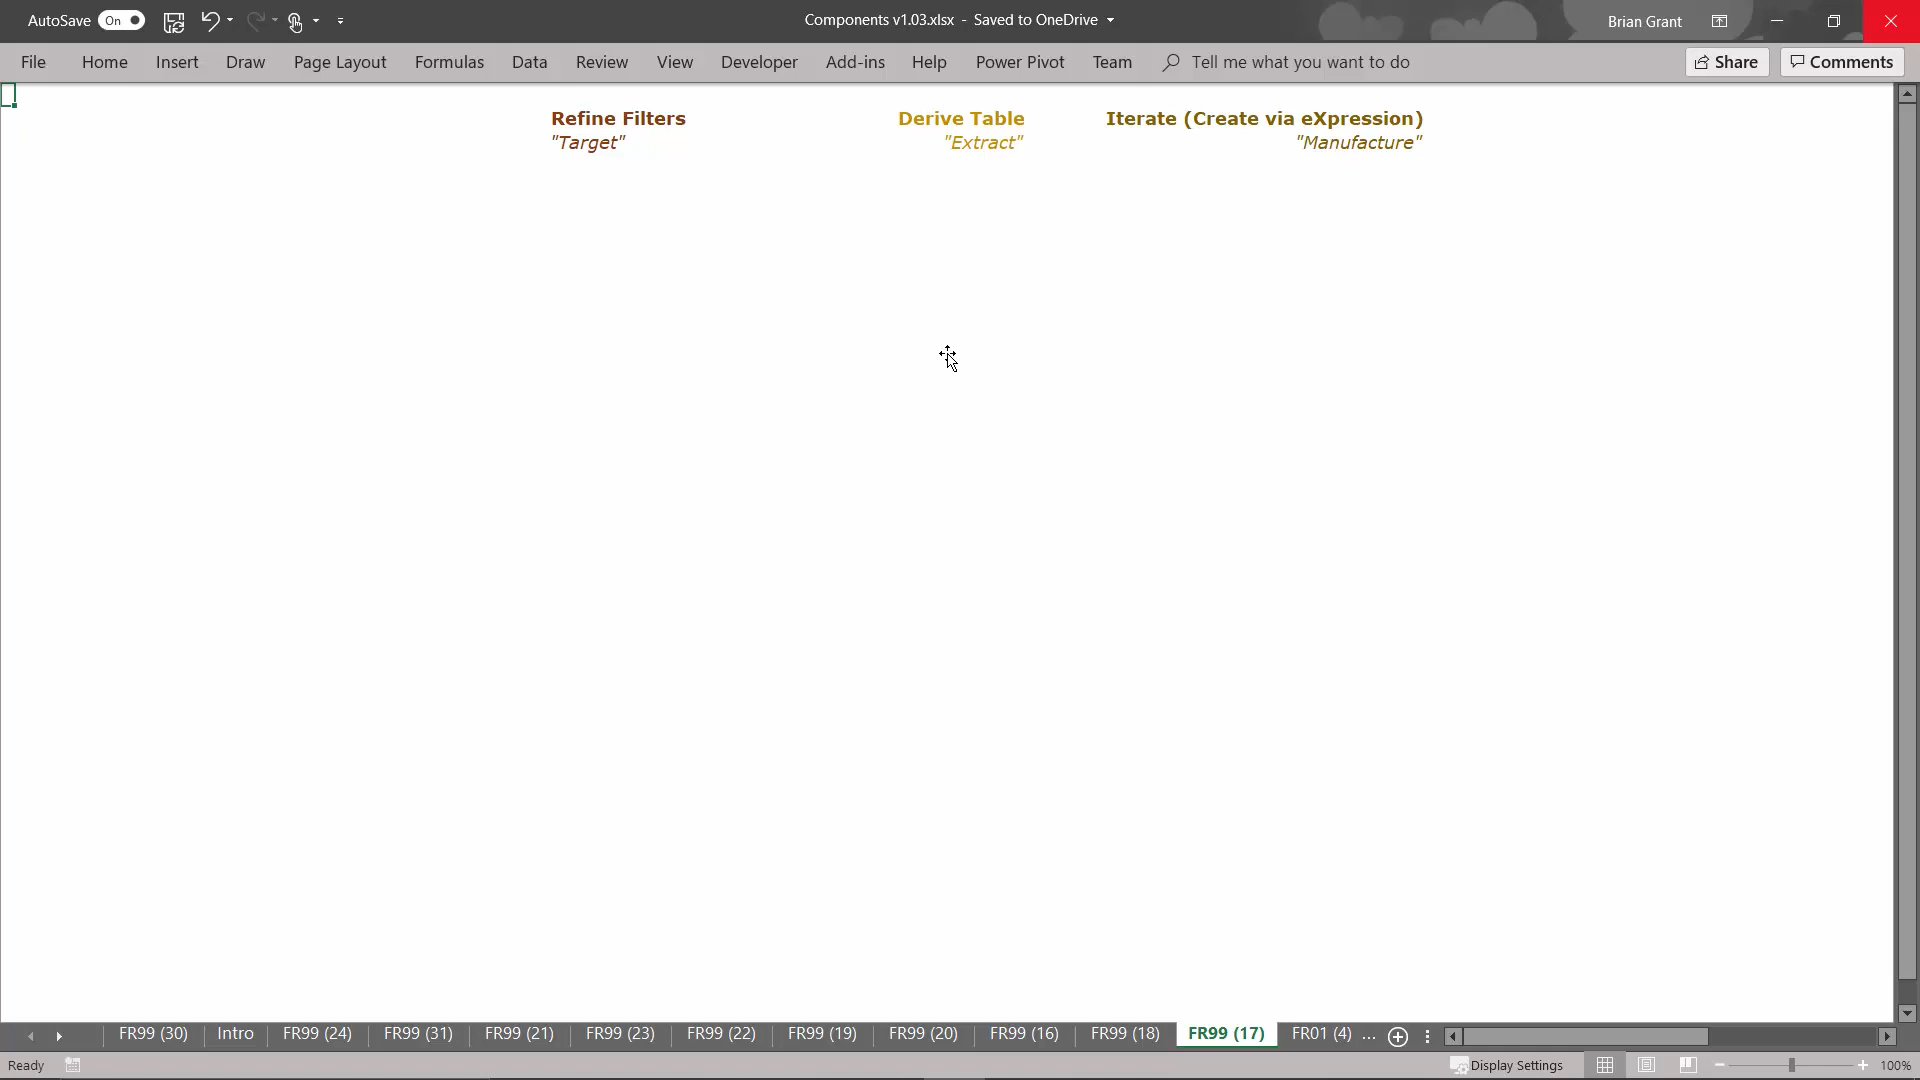 AutoSave On
Components v1.03.xlsx - Saved to OneDrive
Brian Grant
File Home Insert Draw Page Layout Formulas Data Review View Developer Add-ins Help Power Pivot Team Tell me what you want to do Share Comments
Refine Filters Derive Table Iterate (Create via eXpression)
"Target" "Extract" "Manufacture"
FR99 (30) Intro FR99 (24) FR99 (31) FR99 (21) FR99 (23) FR99 (22) FR99 (19) FR99 (20) FR99 (16) FR99 (18) FR99 (17) FR01 (4) ...
Ready Display Settings 100%